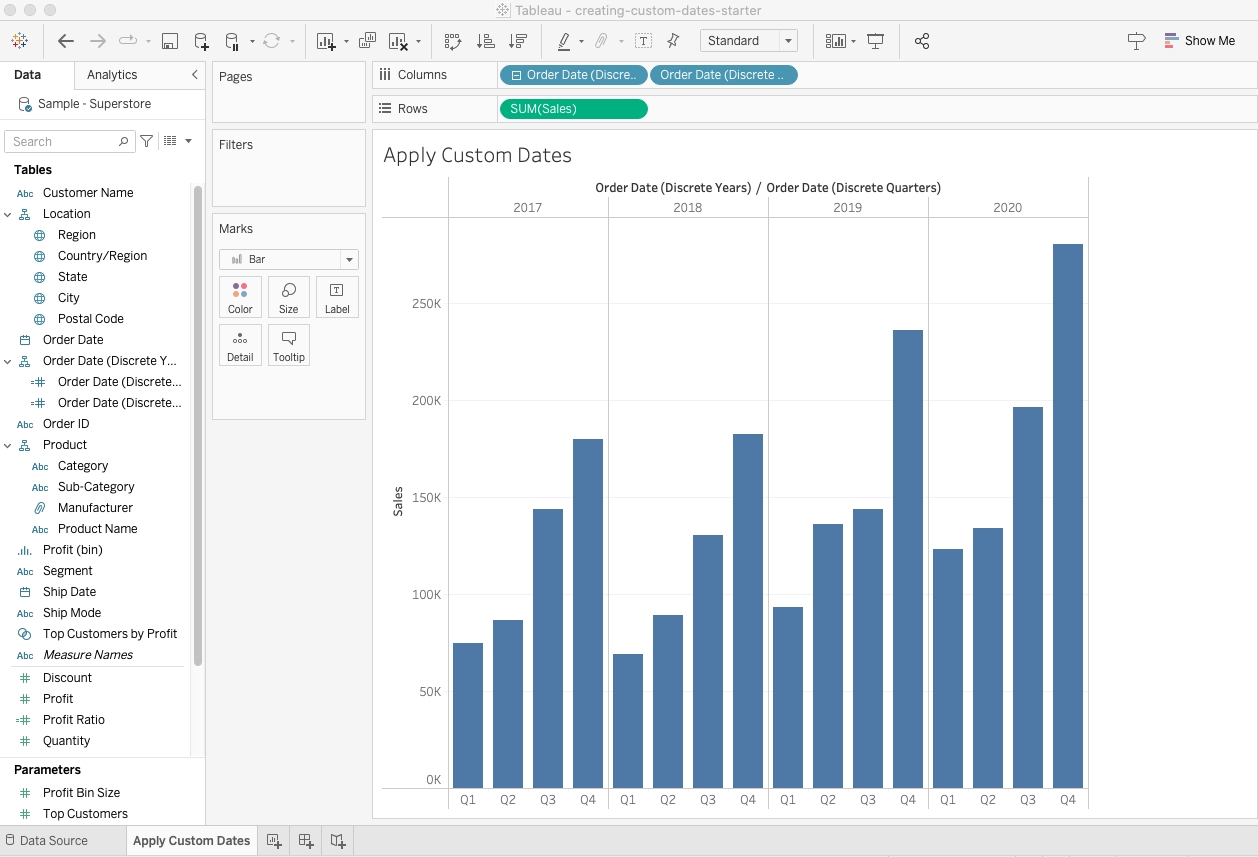 Tableau - creating-custom-dates-starter
Standard
Show Me
Data
Analytics
Sample - Superstore
Search
Tables
Abc Customer Name
Location
Region
Country/Region
State
City
Postal Code
Order Date
Order Date (Discrete Y...
Order Date (Discrete...
Order Date (Discrete...
Abc Order ID
Product
Abc Category
Abc Sub-Category
Manufacturer
Abc Product Name
Profit (bin)
Abc Segment
Ship Date
Abc Ship Mode
Top Customers by Profit
Abc Measure Names
# Discount
# Profit
=# Profit Ratio
# Quantity
Parameters
# Profit Bin Size
# Top Customers
Pages
Filters
Marks
Bar
Color
Size
T
Label
Detail
Tooltip
Columns
Order Date (Discre..
Order Date (Discrete ..
Rows
SUM(Sales)
Apply Custom Dates
Order Date (Discrete Years) / Order Date (Discrete Quarters)
2017 2018 2019 2020
Sales
250K
200K
150K
100K
50K
0K
Q1 Q2 Q3 Q4 Q1 Q2 Q3 Q4 Q1 Q2 Q3 Q4 Q1 Q2 Q3 Q4
Data Source
Apply Custom Dates